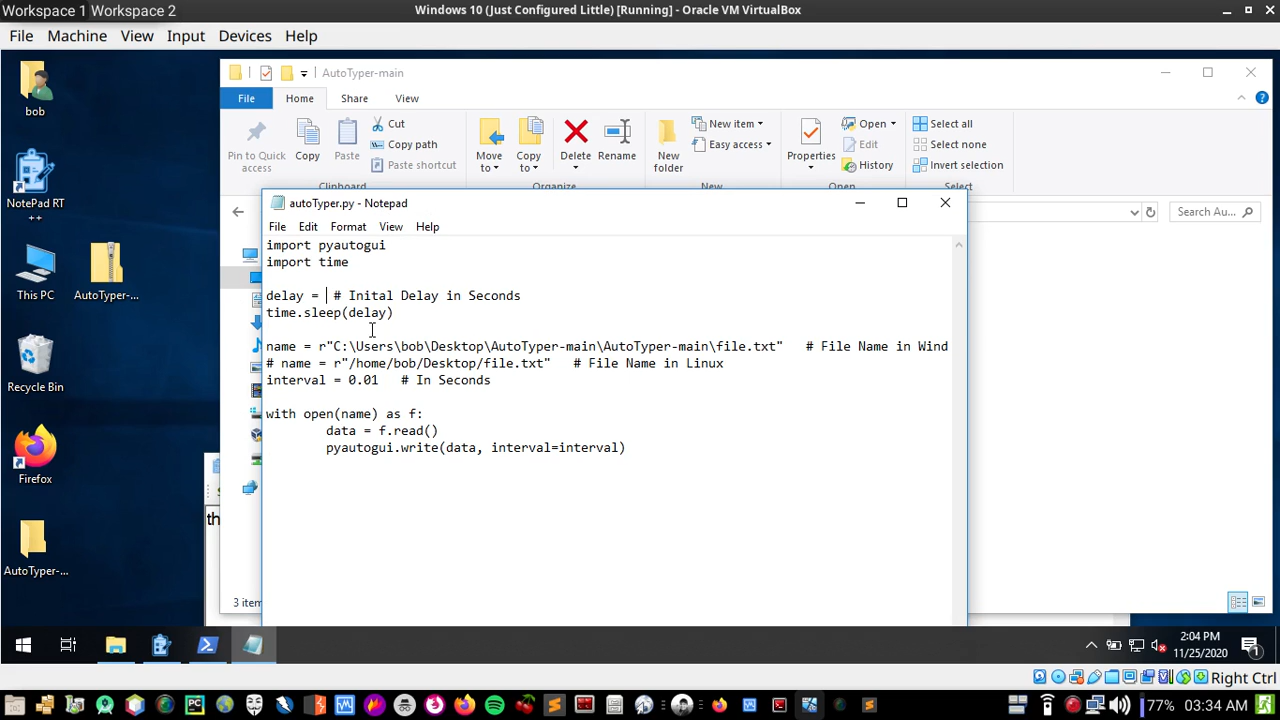 Workspace 1 Workspace 2
Windows 10 (Just Configured Little) [Running] - Oracle VM VirtualBox
File Machine View Input Devices Help
AutoTyper-main
File Home Share View
Pin to Quick access
Copy
Paste
Cut
Copy path
Paste shortcut
Move to
Copy to
Delete
Rename
New folder
New item
Easy access
Properties
Open
Edit
History
Select all
Select none
Invert selection
Clipboard
Organize
New
Open
Select
Search Au...
bob
NotePad RT ++
This PC
AutoTyper-...
Recycle Bin
Firefox
AutoTyper-...
autoTyper.py - Notepad
File Edit Format View Help
import pyautogui
import time
delay = # Inital Delay in Seconds
time.sleep(delay)
name = r"C:\Users\bob\Desktop\AutoTyper-main\AutoTyper-main\file.txt" # File Name in Wind
# name = r"/home/bob/Desktop/file.txt" # File Name in Linux
interval = 0.01 # In Seconds
with open(name) as f:
data = f.read()
pyautogui.write(data, interval=interval)
th
3 item
2:04 PM
11/25/2020
1
Right Ctrl
PC
77%
03:34 AM